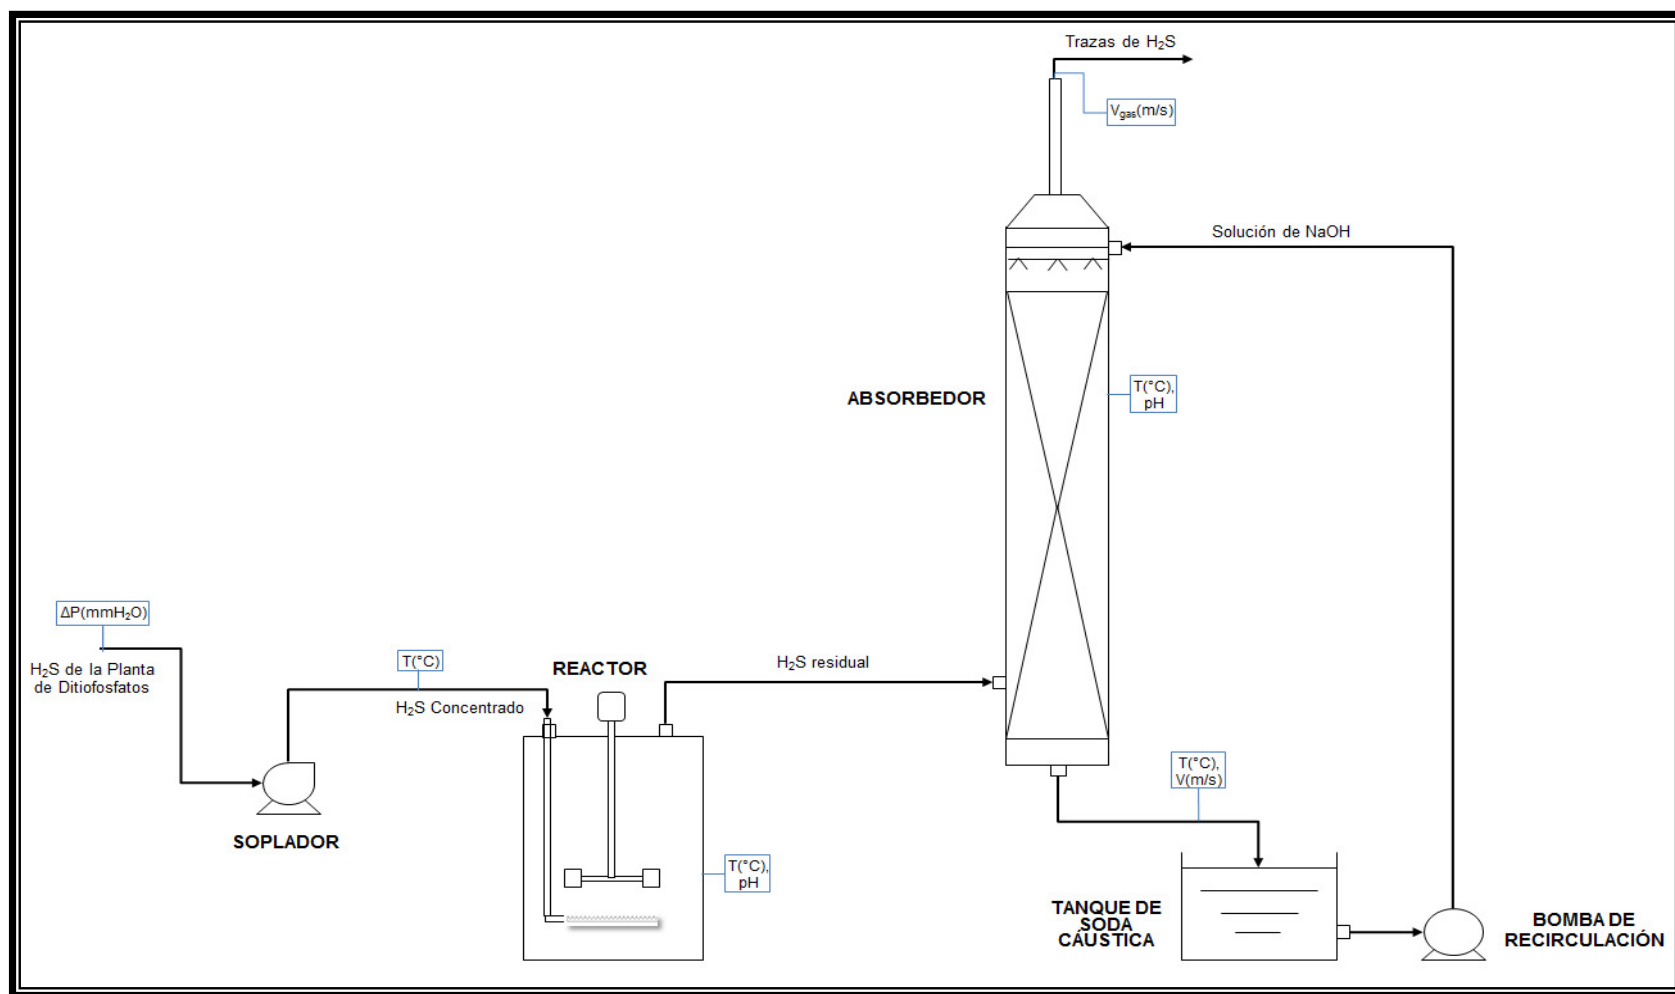 Trazas de H₂S
V_gas(m/s)
Solución de NaOH
ABSORBEDOR
T(°C),
pH
ΔP(mmH₂O)
H₂S de la Planta
de Ditiofosfatos
T(°C)
H₂S Concentrado
REACTOR
H₂S residual
SOPLADOR
T(°C),
pH
T(°C),
V(m/s)
TANQUE DE
SODA
CÁUSTICA
BOMBA DE
RECIRCULACIÓN